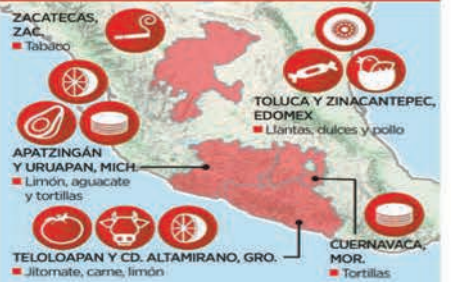 ZACATECAS,
ZAC.
Tabaco
TOLUCA Y ZINACANTEPEC,
EDOMEX
Llantas, dulces y pollo
APATZINGÁN
Y URUAPAN, MICH.
Limón, aguacate
y tortillas
TELOLOAPAN Y CD. ALTAMIRANO, GRO.
Jitomate, carne, limón
CUERNAVACA,
MOR.
Tortillas